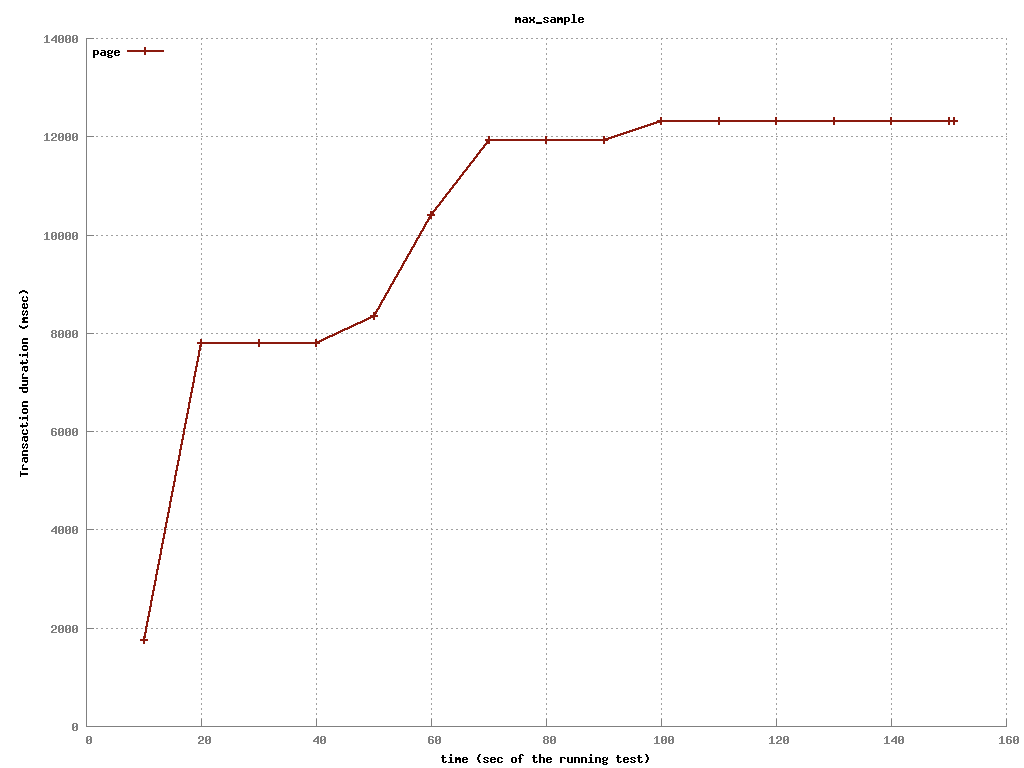 max_sample
page
14000
12000
10000
8000
6000
4000
2000
0
Transaction duration (msec)
0 20 40 60 80 100 120 140 160
time (sec of the running test)